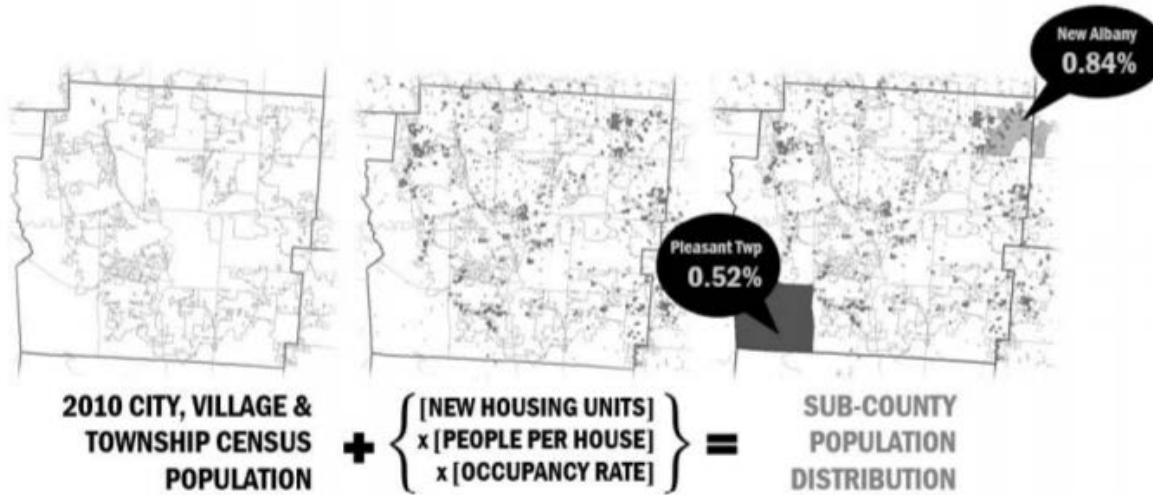 New Albany
0.84%
Pleasant Twp
0.52%
2010 CITY, VILLAGE &
TOWNSHIP CENSUS
POPULATION
+
[NEW HOUSING UNITS]
x [PEOPLE PER HOUSE]
x [OCCUPANCY RATE]
=
SUB-COUNTY
POPULATION
DISTRIBUTION